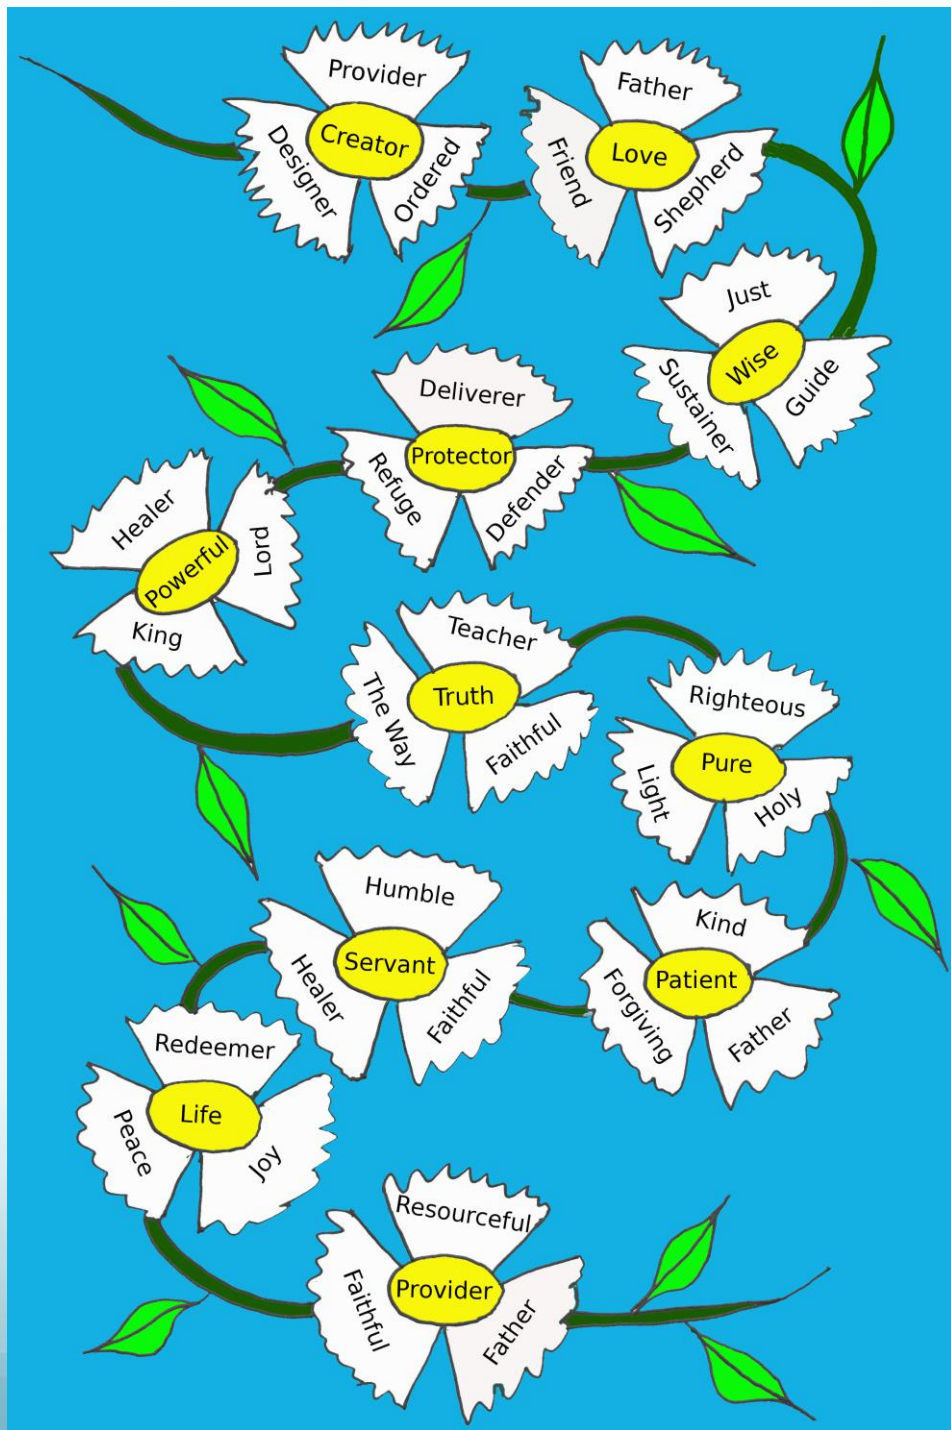 Provider
Creator
Designer
Ordered
Father
Love
Friend
Shepherd
Just
Wise
Sustainer
Guide
Deliverer
Protector
Refuge
Defender
Healer
Lord
Powerful
King
Teacher
Truth
The Way
Faithful
Righteous
Pure
Light
Holy
Kind
Patient
Forgiving
Father
Humble
Servant
Healer
Faithful
Redeemer
Life
Peace
Joy
Resourceful
Provider
Faithful
Father